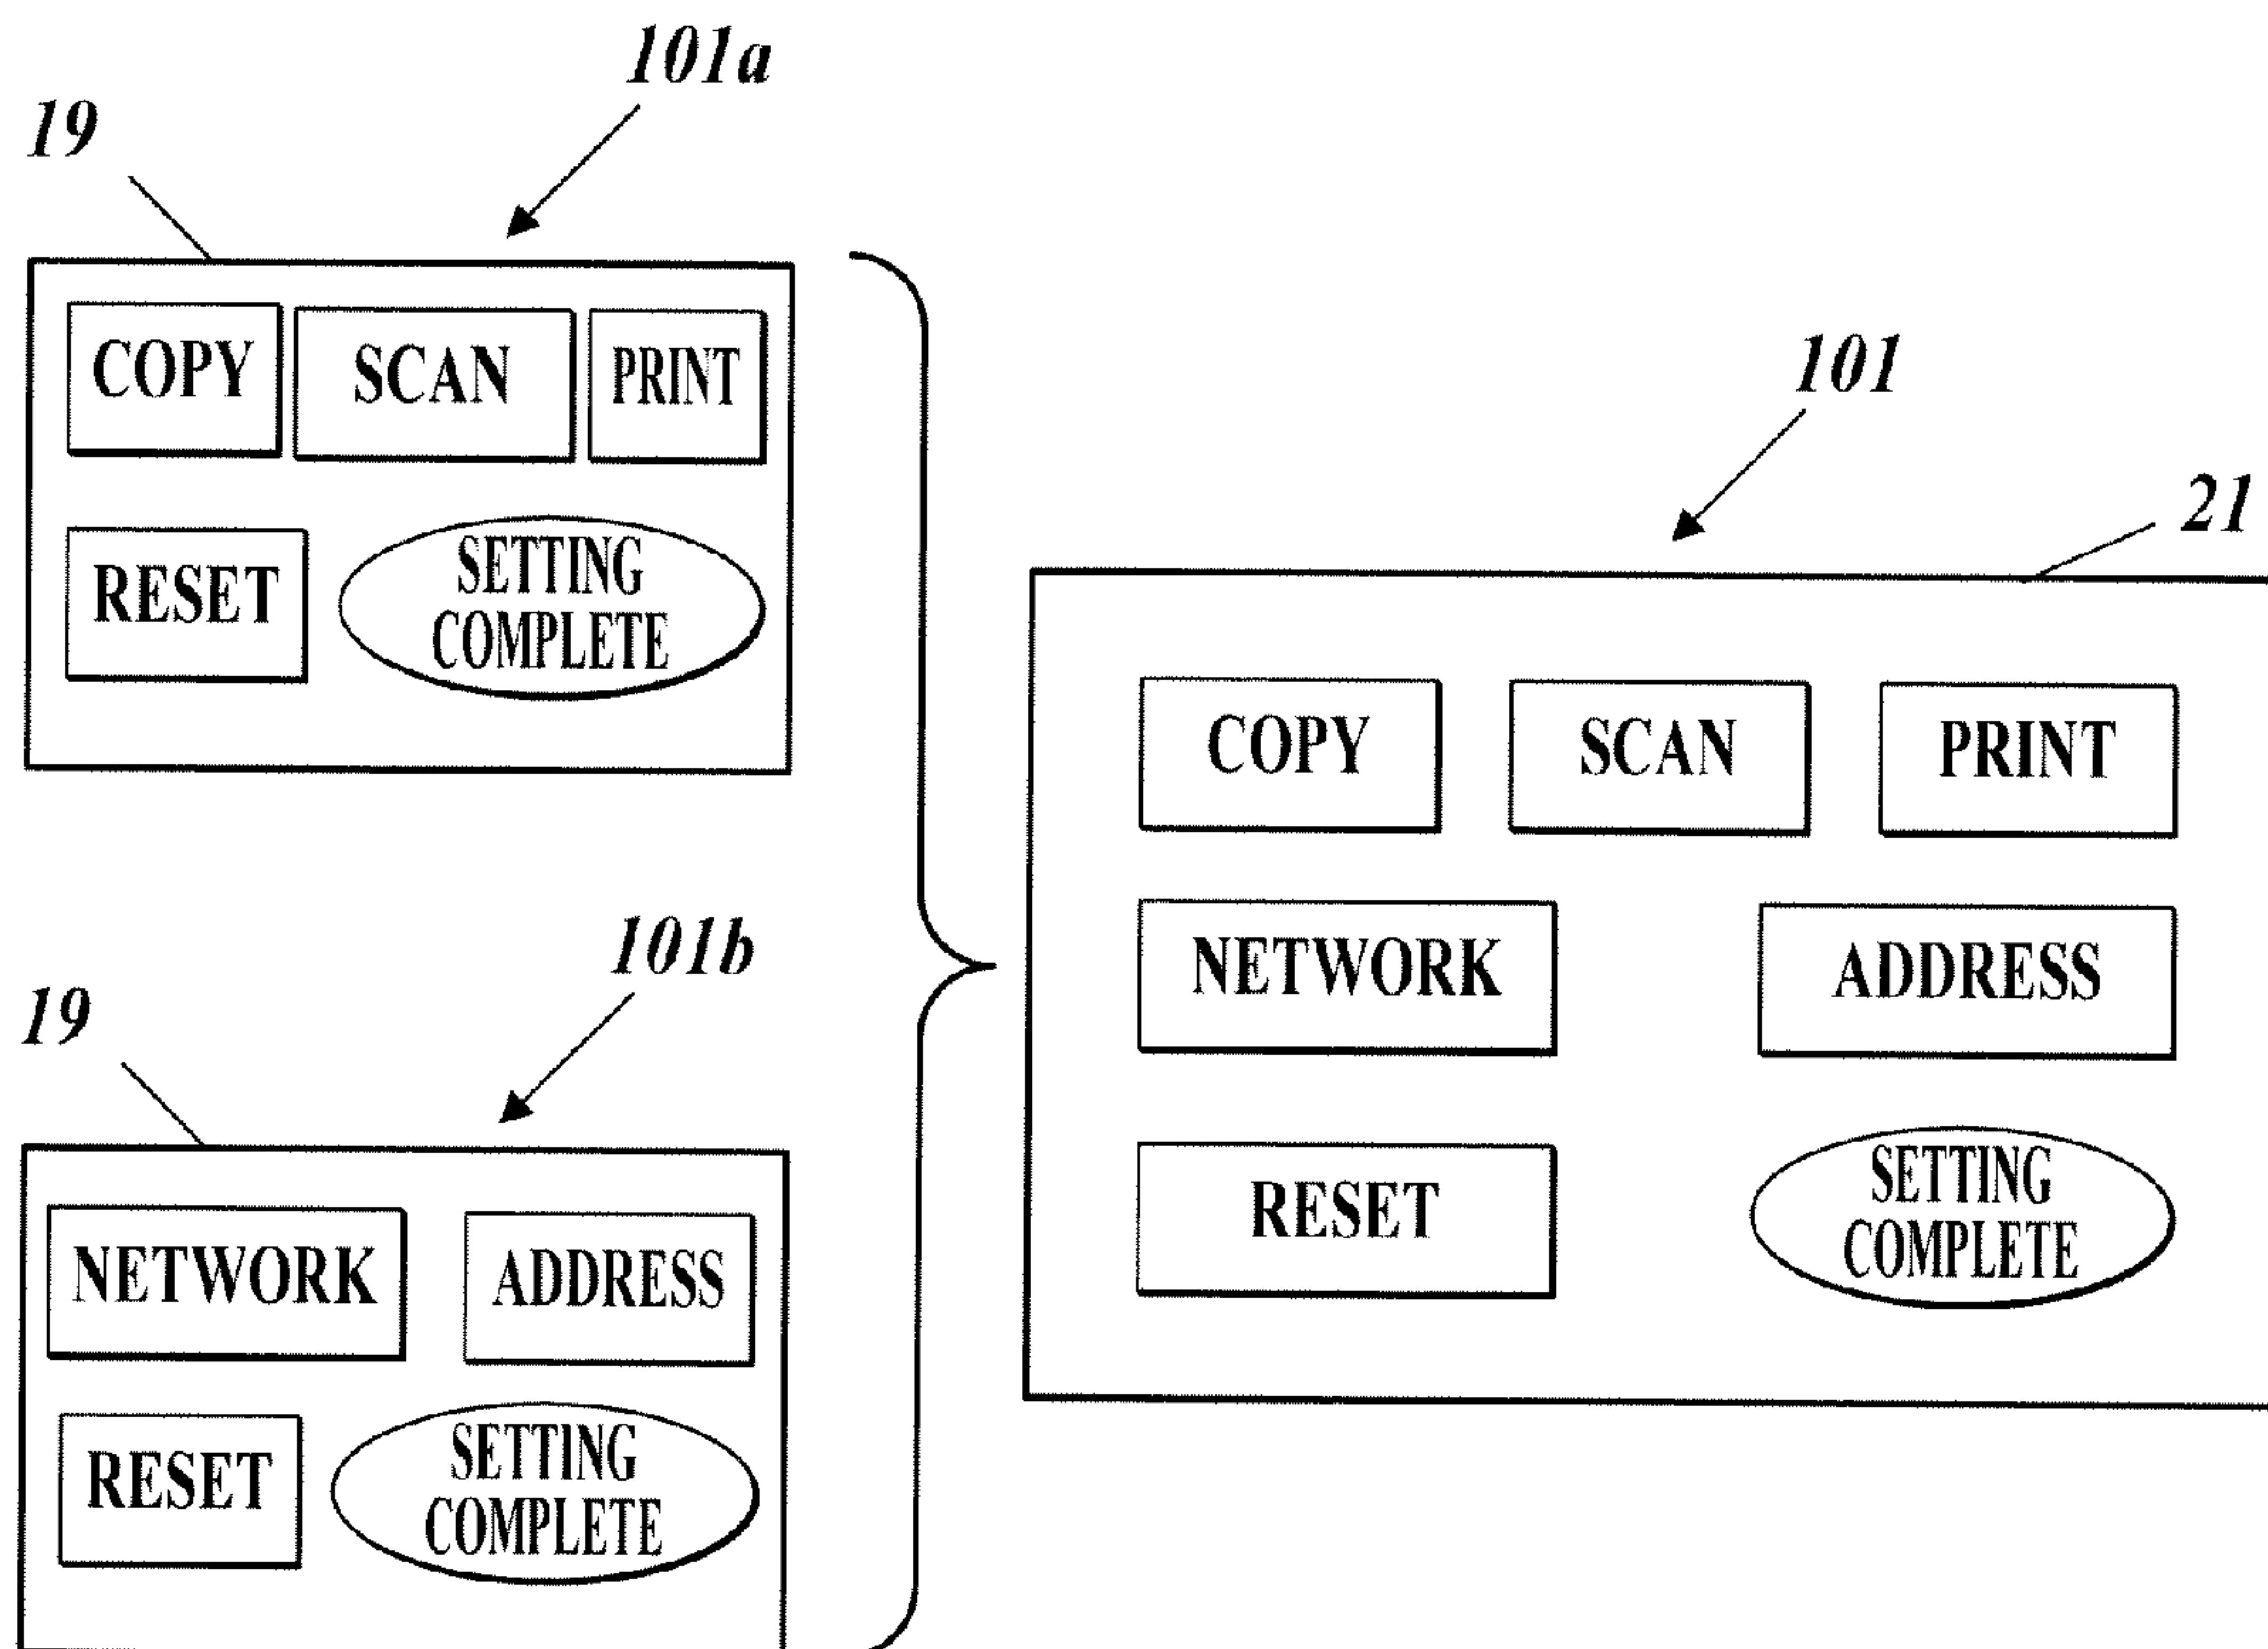 101a
19
COPY SCAN PRINT
RESET
SETTING
COMPLETE
101b
19
NETWORK ADDRESS
RESET
SETTING
COMPLETE
101
21
COPY SCAN PRINT
NETWORK ADDRESS
RESET
SETTING
COMPLETE